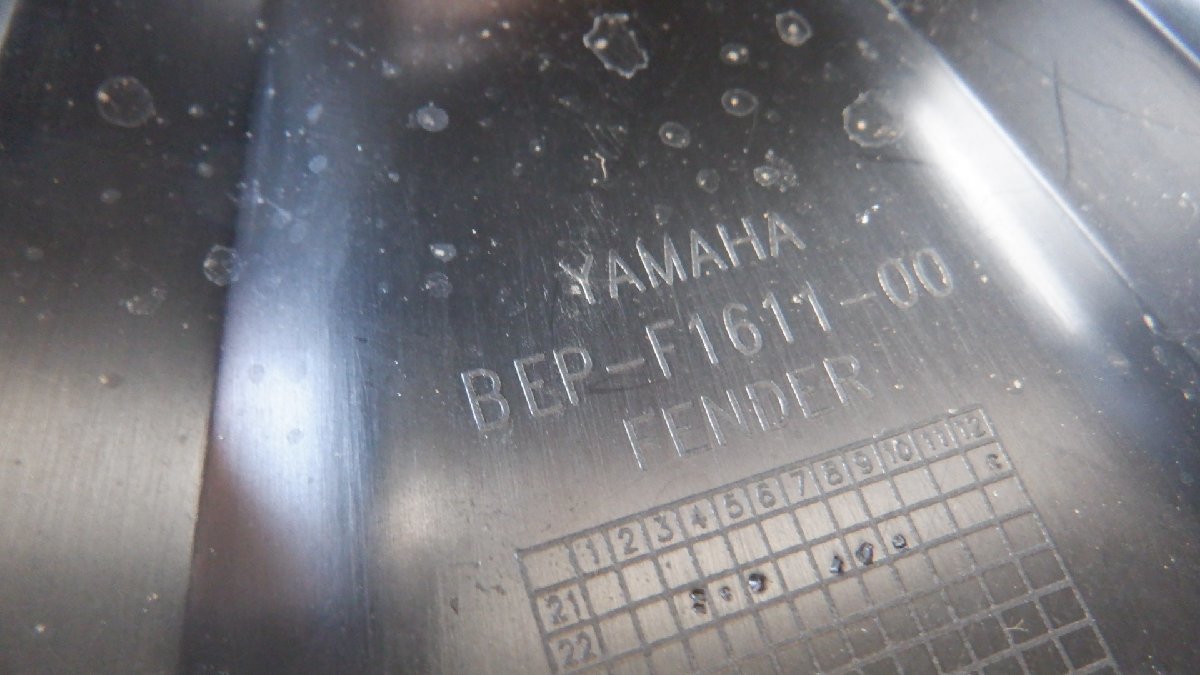 YAMAHA
BEP-F1611-00
FENDER
1 2 3 4 5 6 7 8 9 10 11 12
21
22